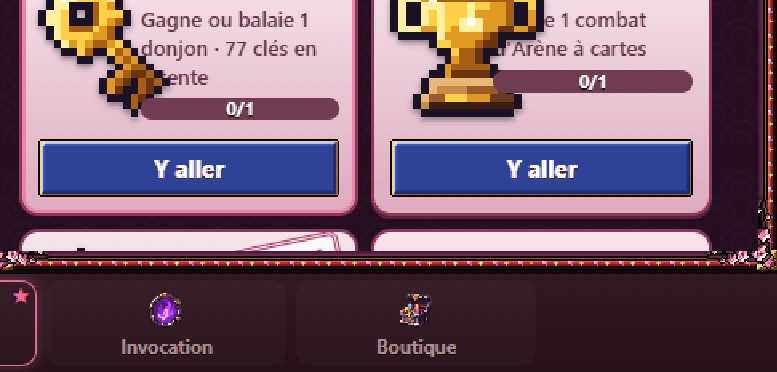 Gagne ou balaie 1
donjon · 77 clés en
ente
0/1
Y aller
e 1 combat
d'Arène à cartes
0/1
Y aller
Invocation
Boutique